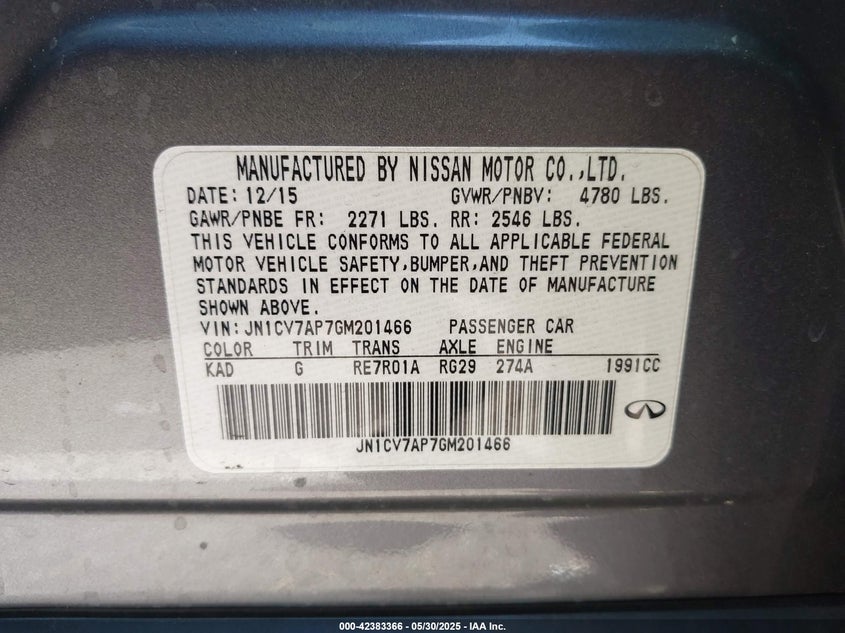 MANUFACTURED BY NISSAN MOTOR CO.,LTD.
DATE: 12/15 GVWR/PNBV: 4780 LBS.
GAWR/PNBE FR: 2271 LBS. RR: 2546 LBS.
THIS VEHICLE CONFORMS TO ALL APPLICABLE FEDERAL
MOTOR VEHICLE SAFETY,BUMPER,AND THEFT PREVENTION
STANDARDS IN EFFECT ON THE DATE OF MANUFACTURE
SHOWN ABOVE.
VIN:JN1CV7AP7GM201466 PASSENGER CAR
COLOR TRIM TRANS AXLE ENGINE
KAD G RE7R01A RG29 274A 1991CC
JN1CV7AP7GM201466
000-42383366 - 05/30/2025 - IAA Inc.